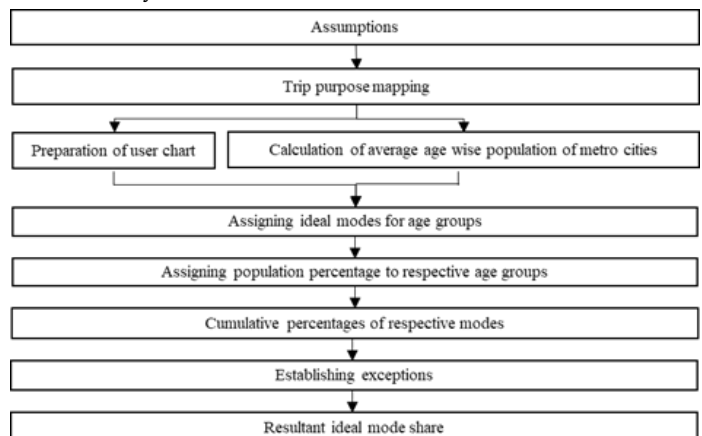 Assumptions
Trip purpose mapping
Preparation of user chart
Calculation of average age wise population of metro cities
Assigning ideal modes for age groups
Assigning population percentage to respective age groups
Cumulative percentages of respective modes
Establishing exceptions
Resultant ideal mode share